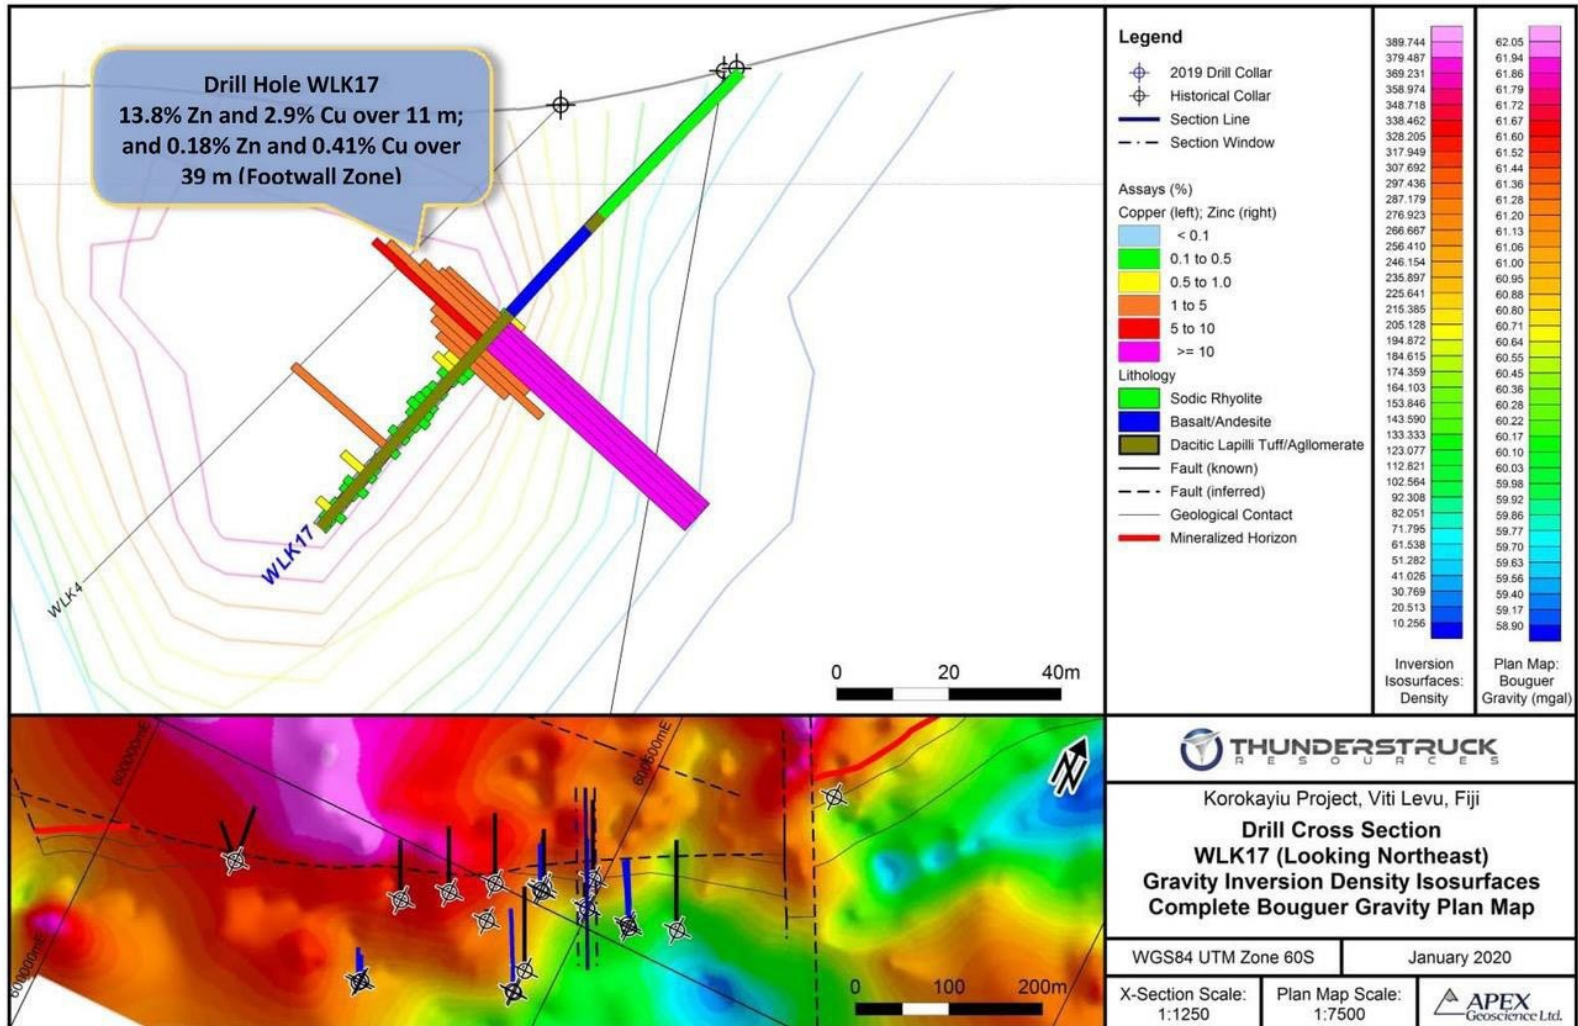 Drill Hole WLK17
13.8% Zn and 2.9% Cu over 11 m;
and 0.18% Zn and 0.41% Cu over
39 m (Footwall Zone)
WLK17
WLK4
0 20 40m
Legend
2019 Drill Collar
Historical Collar
Section Line
Section Window
Assays (%)
Copper (left); Zinc (right)
< 0.1
0.1 to 0.5
0.5 to 1.0
1 to 5
5 to 10
>= 10
Lithology
Sodic Rhyolite
Basalt/Andesite
Dacitic Lapilli Tuff/Agllomerate
Fault (known)
Fault (inferred)
Geological Contact
Mineralized Horizon
389.744
379.487
369.231
358.974
348.718
338.462
328.205
317.949
307.692
297.436
287.179
276.923
266.667
256.410
246.154
235.897
225.641
215.385
205.128
194.872
184.615
174.359
164.103
153.846
143.590
133.333
123.077
112.821
102.564
92.308
82.051
71.795
61.538
51.282
41.026
30.769
20.513
10.256
Inversion
Isosurfaces:
Density
62.05
61.94
61.86
61.79
61.72
61.67
61.60
61.52
61.44
61.36
61.28
61.20
61.13
61.06
61.00
60.95
60.88
60.80
60.71
60.64
60.55
60.45
60.36
60.28
60.22
60.17
60.10
60.03
59.98
59.92
59.86
59.77
59.70
59.63
59.56
59.40
59.17
58.90
Plan Map:
Bouguer
Gravity (mgal)
600000mE
N
0 100 200m
THUNDERSTRUCK
RESOURCES
Korokayiu Project, Viti Levu, Fiji
Drill Cross Section
WLK17 (Looking Northeast)
Gravity Inversion Density Isosurfaces
Complete Bouguer Gravity Plan Map
WGS84 UTM Zone 60S
January 2020
X-Section Scale:
1:1250
Plan Map Scale:
1:7500
APEX
Geoscience Ltd.